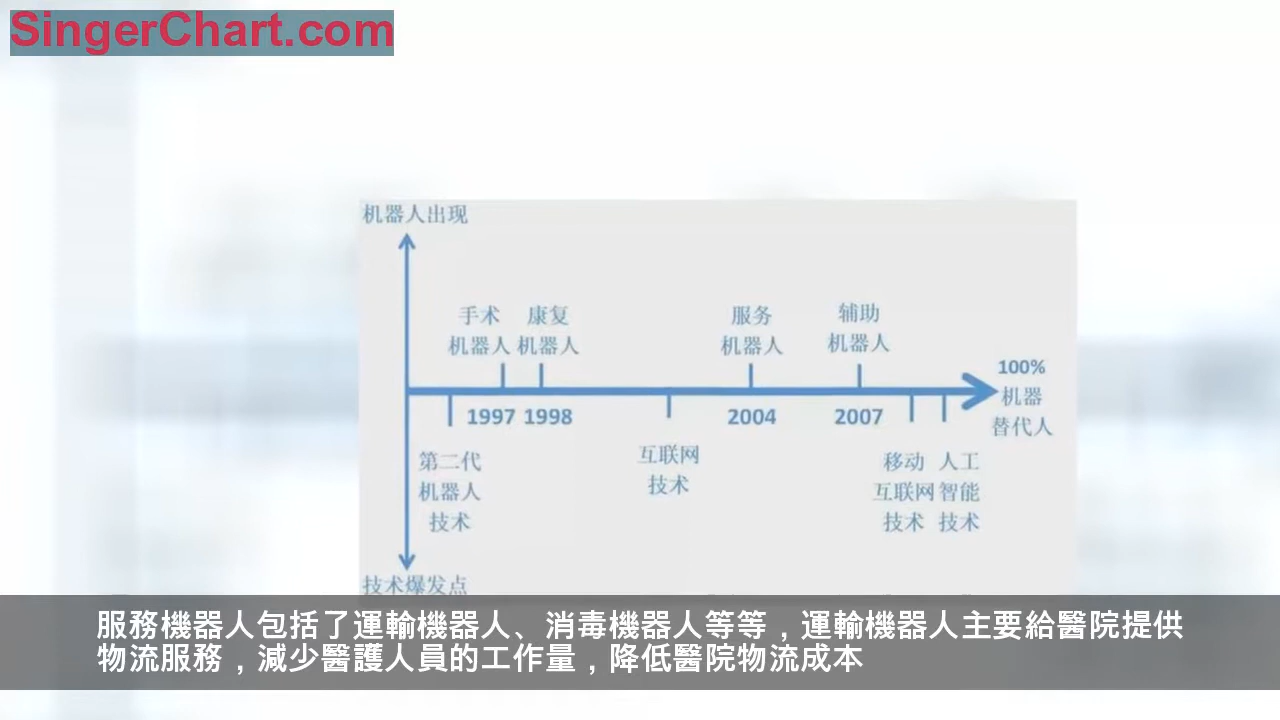 SingerChart.com
机器人出现
手术 康复 服务 辅助
机器人 机器人 机器人 机器人
100%
机器
替代人
1997 1998 2004 2007
第二代
机器人
技术
互联网
技术
移动 人工
互联网 智能
技术 技术
技术爆发点
服務機器人包括了運輸機器人、消毒機器人等等，運輸機器人主要給醫院提供
物流服務，減少醫護人員的工作量，降低醫院物流成本